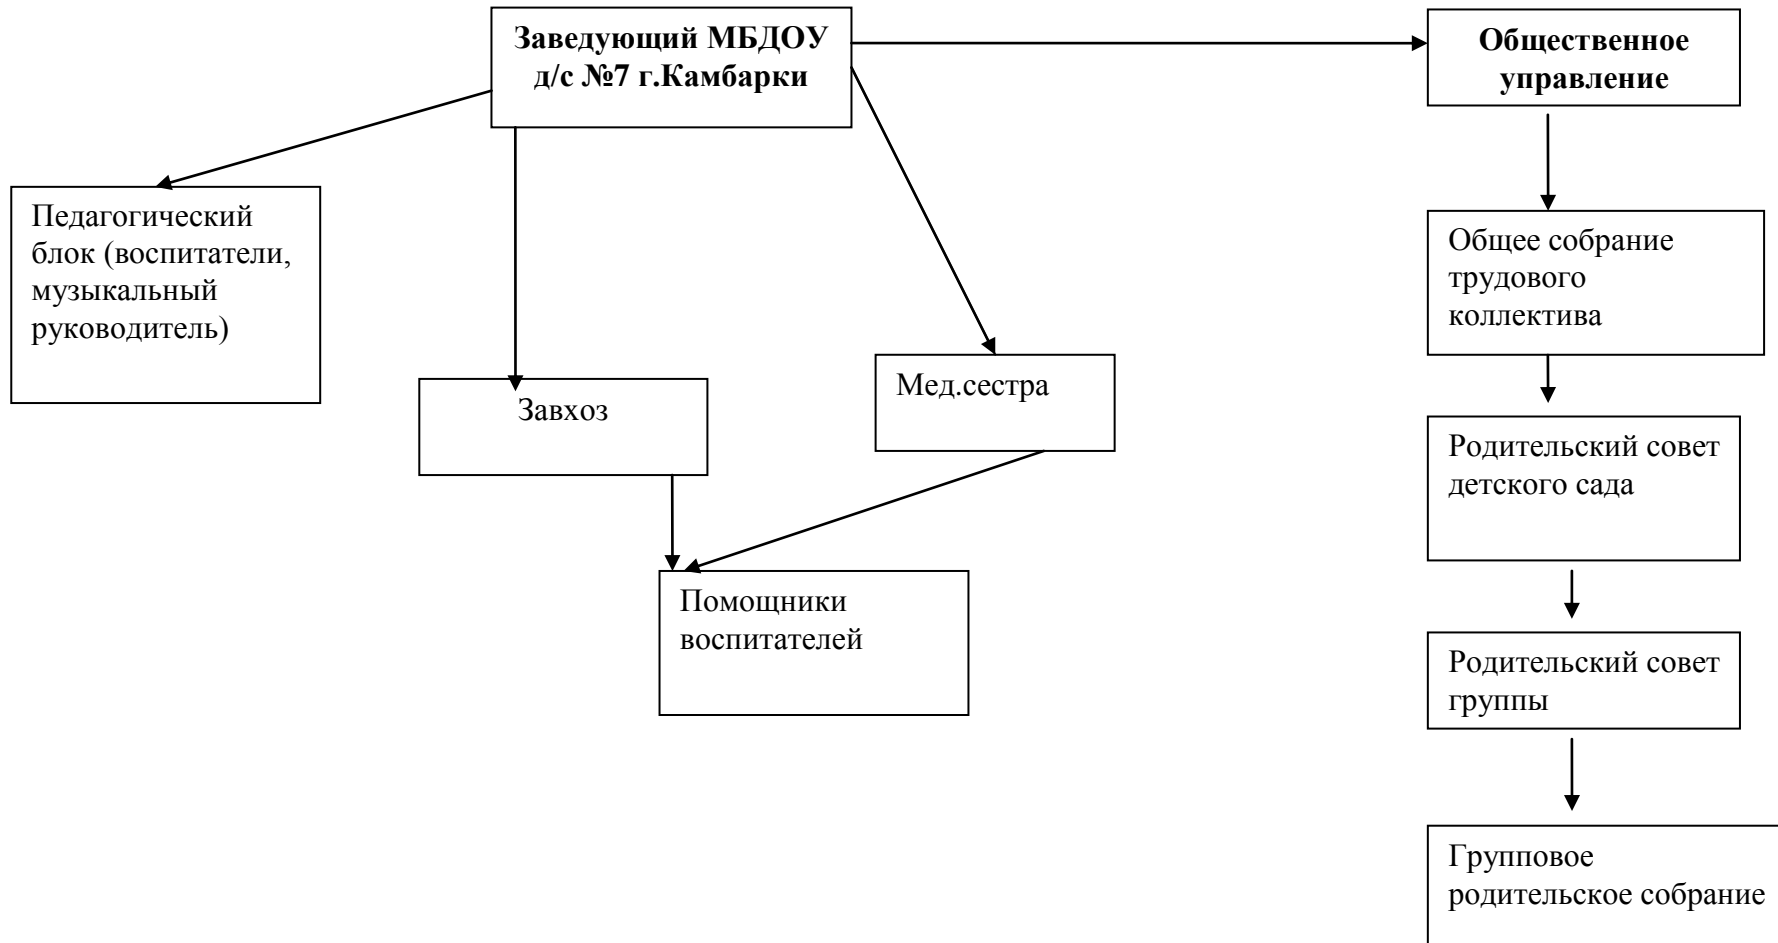 Заведующий МБДОУ
д/с №7 г.Камбарки
Общественное
управление
Педагогический
блок (воспитатели,
музыкальный
руководитель)
Общее собрание
трудового
коллектива
Завхоз
Мед.сестра
Родительский совет
детского сада
Помощники
воспитателей
Родительский совет
группы
Групповое
родительское собрание